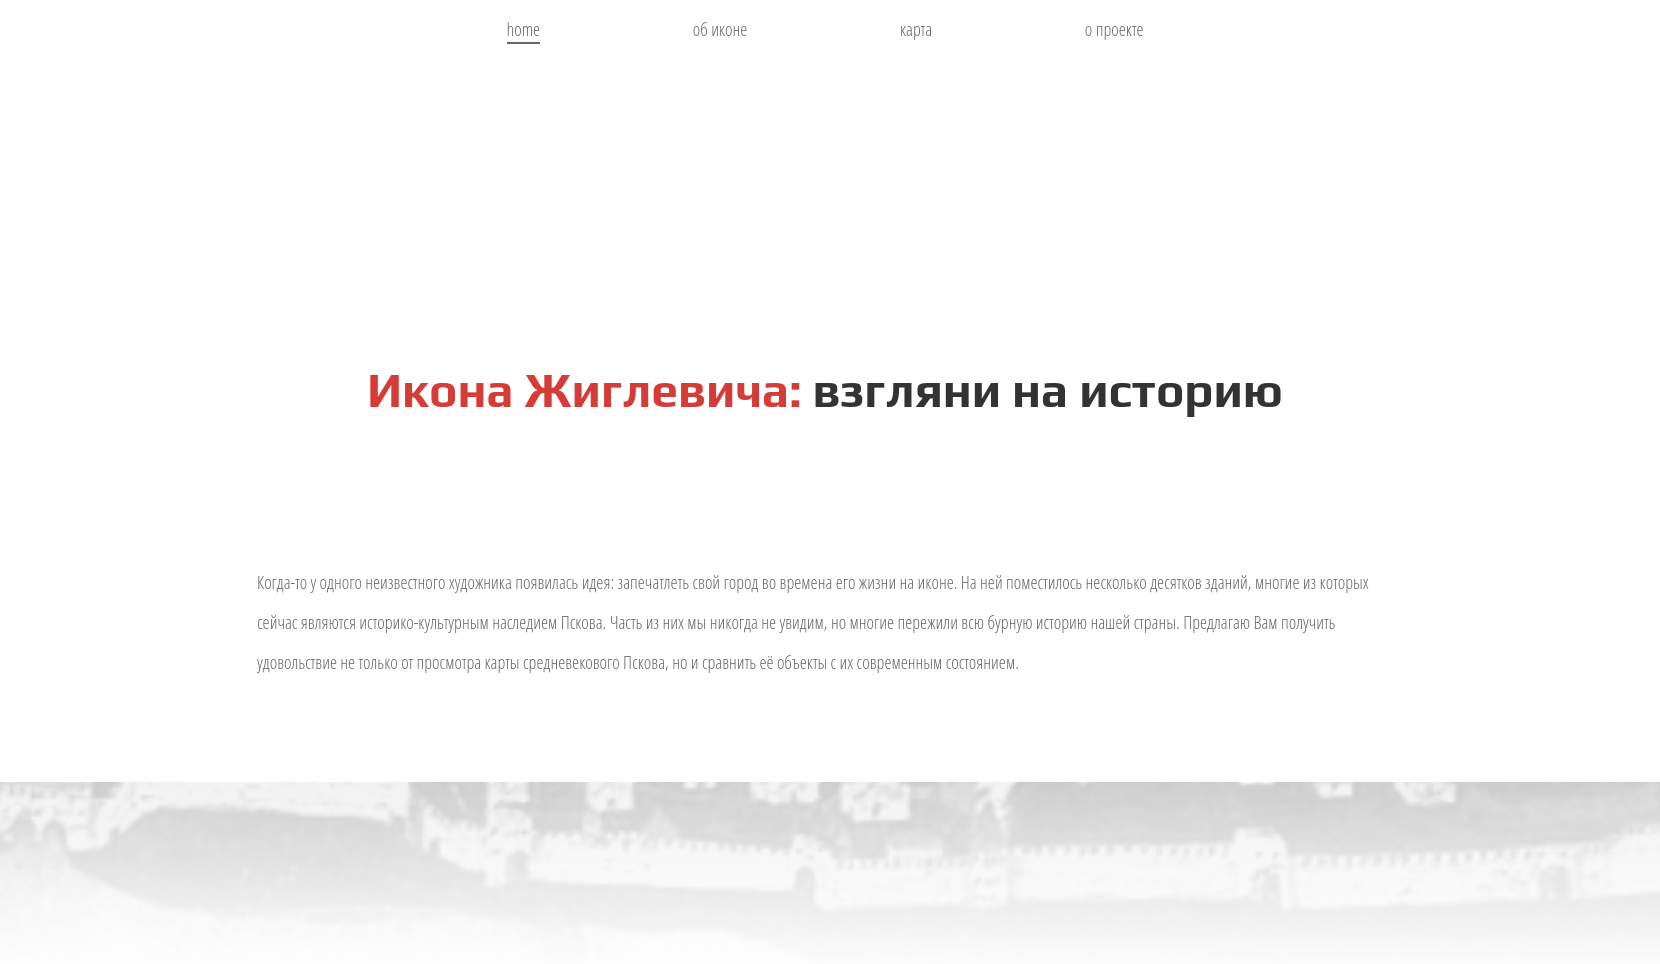 home об иконе карта о проекте
Икона Жиглевича: взгляни на историю
Когда-то у одного неизвестного художника появилась идея: запечатлеть свой город во времена его жизни на иконе. На ней поместилось несколько десятков зданий, многие из которых
сейчас являются историко-культурным наследием Пскова. Часть из них мы никогда не увидим, но многие пережили всю бурную историю нашей страны. Предлагаю Вам получить
удовольствие не только от просмотра карты средневекового Пскова, но и сравнить её объекты с их современным состоянием.